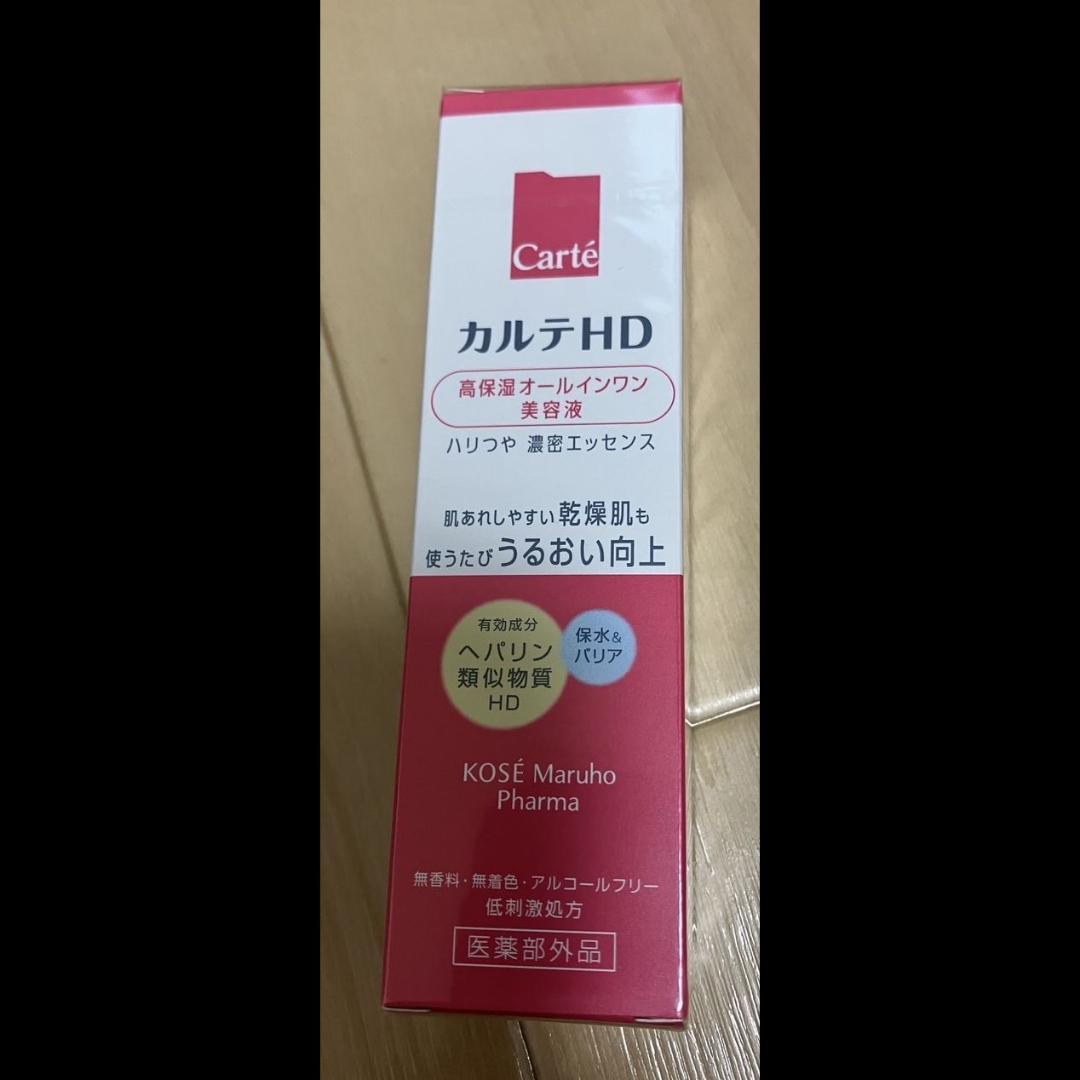 Carté
カルテHD
高保湿オールインワン
美容液
ハリつや 濃密エッセンス
肌あれしやすい乾燥肌も
使うたびうるおい向上
有効成分
ヘパリン
類似物質
HD
保水&
バリア
KOSÉ Maruho
Pharma
無香料・無着色・アルコールフリー
低刺激処方
医薬部外品